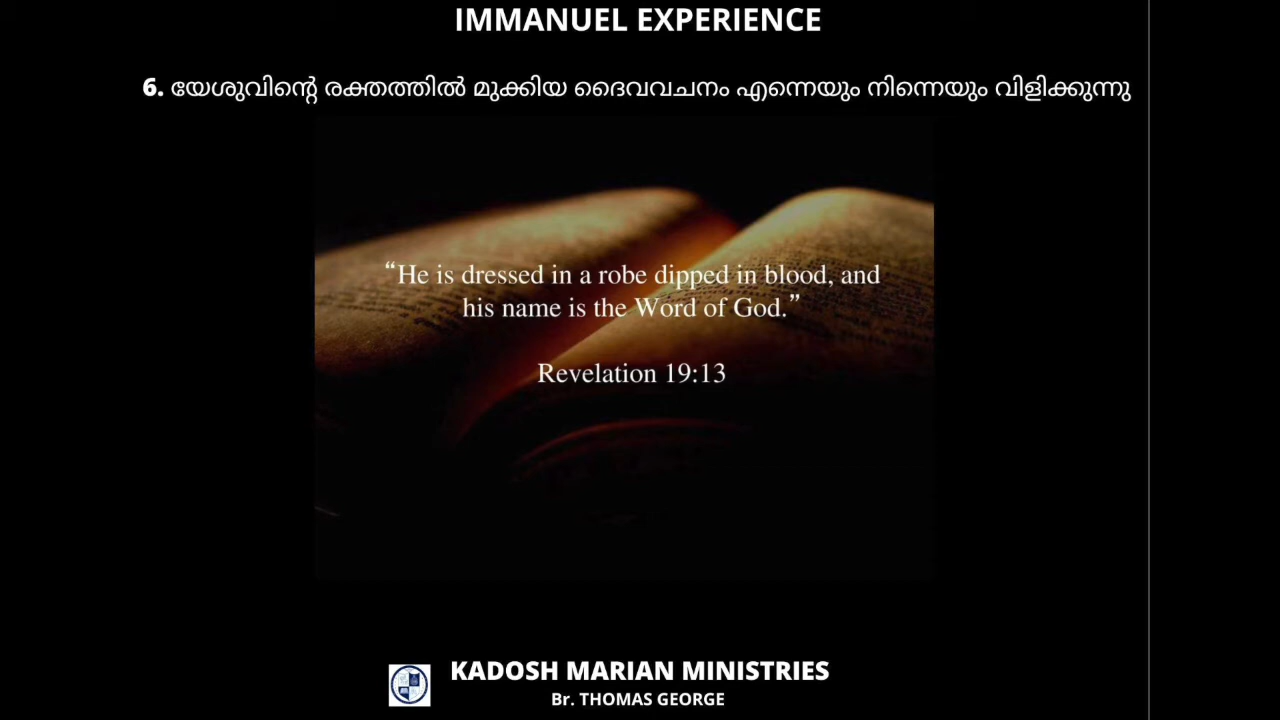 IMMANUEL EXPERIENCE
6. യേശുവിന്റെ രക്തത്തിൽ മുക്കിയ ദൈവവചനം എന്നെയും നിന്നെയും വിളിക്കുന്നു
“He is dressed in a robe dipped in blood, and
his name is the Word of God.”
Revelation 19:13
KADOSH MARIAN MINISTRIES
Br. THOMAS GEORGE